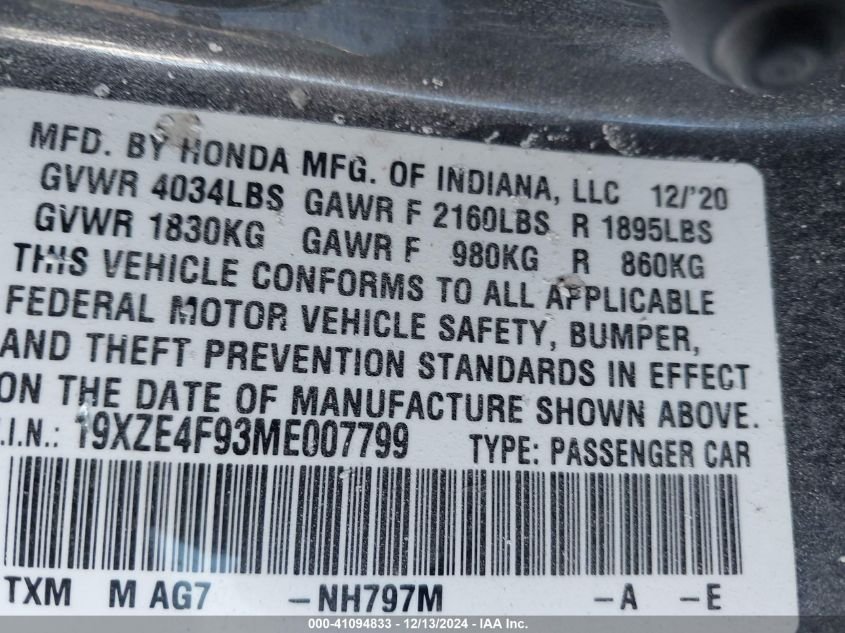 MFD. BY HONDA MFG. OF INDIANA, LLC 12/'20
GVWR 4034LBS GAWR F 2160LBS R 1895LBS
GVWR 1830KG GAWR F 980KG R 860KG
THIS VEHICLE CONFORMS TO ALL APPLICABLE
FEDERAL MOTOR VEHICLE SAFETY, BUMPER,
AND THEFT PREVENTION STANDARDS IN EFFECT
ON THE DATE OF MANUFACTURE SHOWN ABOVE.
.I.N.: 19XZE4F93ME007799 TYPE: PASSENGER CAR
TXM M AG7 -NH797M -A -E
000-41094833 - 12/13/2024 - IAA Inc.